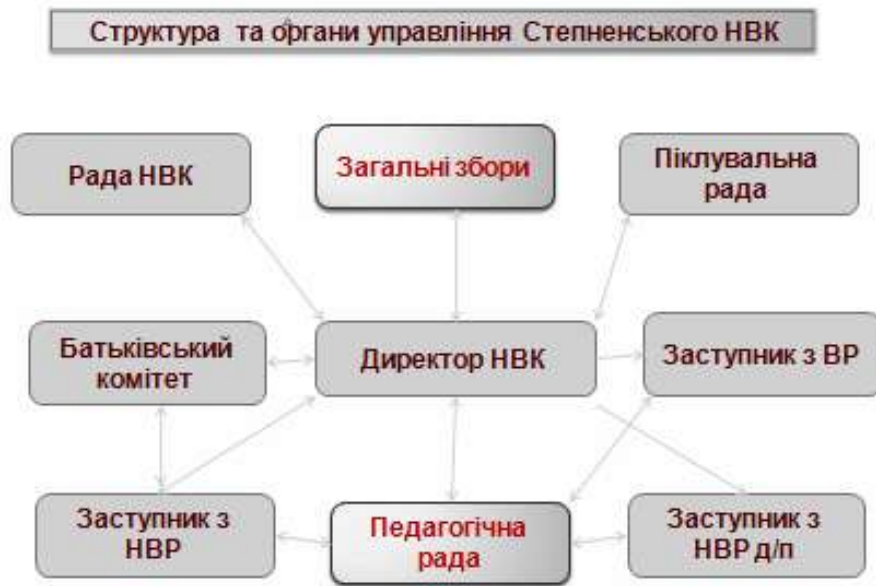 Структура та органи управління Степненського НВК
Рада НВК
Загальні збори
Піклувальна
рада
Батьківський
комітет
Директор НВК
Заступник з ВР
Заступник з
НВР
Педагогічна
рада
Заступник з
НВР д/п